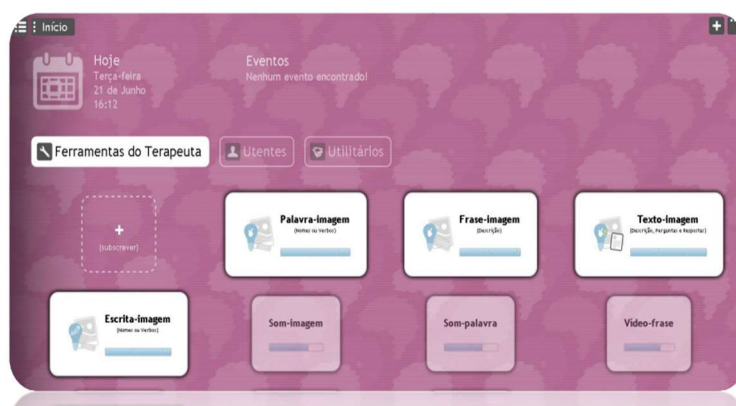 Início
Hoje
Terça-feira
21 de Junho
16:12
Eventos
Nenhum evento encontrado!
Ferramentas do Terapeuta
Utentes
Utilitários
+
(subscrever)
Palavra-imagem
(Nomes ou Verbos)
Frase-imagem
(Descrição)
Texto-imagem
(Descrição, Perguntas e Respostas)
Escrita-imagem
(Nomes ou Verbos)
Som-imagem
Som-palavra
Vídeo-frase